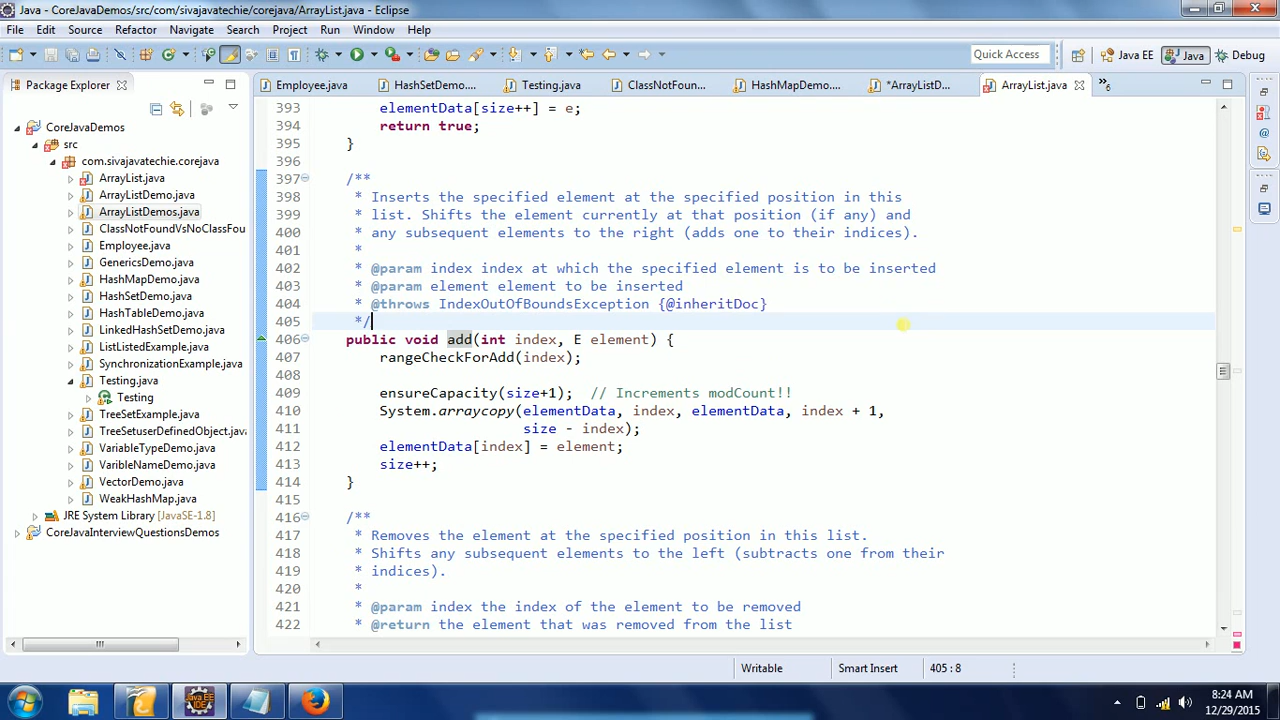 Java - CoreJavaDemos/src/com/sivajavatechie/corejava/ArrayList.java - Eclipse
File Edit Source Refactor Navigate Search Project Run Window Help
Quick Access Java EE Java Debug
Package Explorer
Employee.java HashSetDemo.... Testing.java ClassNotFoun... HashMapDemo.... *ArrayListD... ArrayList.java »6
CoreJavaDemos
src
com.sivajavatechie.corejava
ArrayList.java
ArrayListDemo.java
ArrayListDemos.java
ClassNotFoundVsNoClassFou
Employee.java
GenericsDemo.java
HashMapDemo.java
HashSetDemo.java
HashTableDemo.java
LinkedHashSetDemo.java
ListListedExample.java
SynchronizationExample.java
Testing.java
Testing
TreeSetExample.java
TreeSetuserDefinedObject.java
VariableTypeDemo.java
VaribleNameDemo.java
VectorDemo.java
WeakHashMap.java
JRE System Library [JavaSE-1.8]
CoreJavaInterviewQuestionsDemos
393 elementData[size++] = e;
394 return true;
395 }
396
397 /**
398 * Inserts the specified element at the specified position in this
399 * list. Shifts the element currently at that position (if any) and
400 * any subsequent elements to the right (adds one to their indices).
401 *
402 * @param index index at which the specified element is to be inserted
403 * @param element element to be inserted
404 * @throws IndexOutOfBoundsException {@inheritDoc}
405 */
406 public void add(int index, E element) {
407 rangeCheckForAdd(index);
408
409 ensureCapacity(size+1); // Increments modCount!!
410 System.arraycopy(elementData, index, elementData, index + 1,
411 size - index);
412 elementData[index] = element;
413 size++;
414 }
415
416 /**
417 * Removes the element at the specified position in this list.
418 * Shifts any subsequent elements to the left (subtracts one from their
419 * indices).
420 *
421 * @param index the index of the element to be removed
422 * @return the element that was removed from the list
Writable Smart Insert 405 : 8
Java EE IDE
8:24 AM
12/29/2015